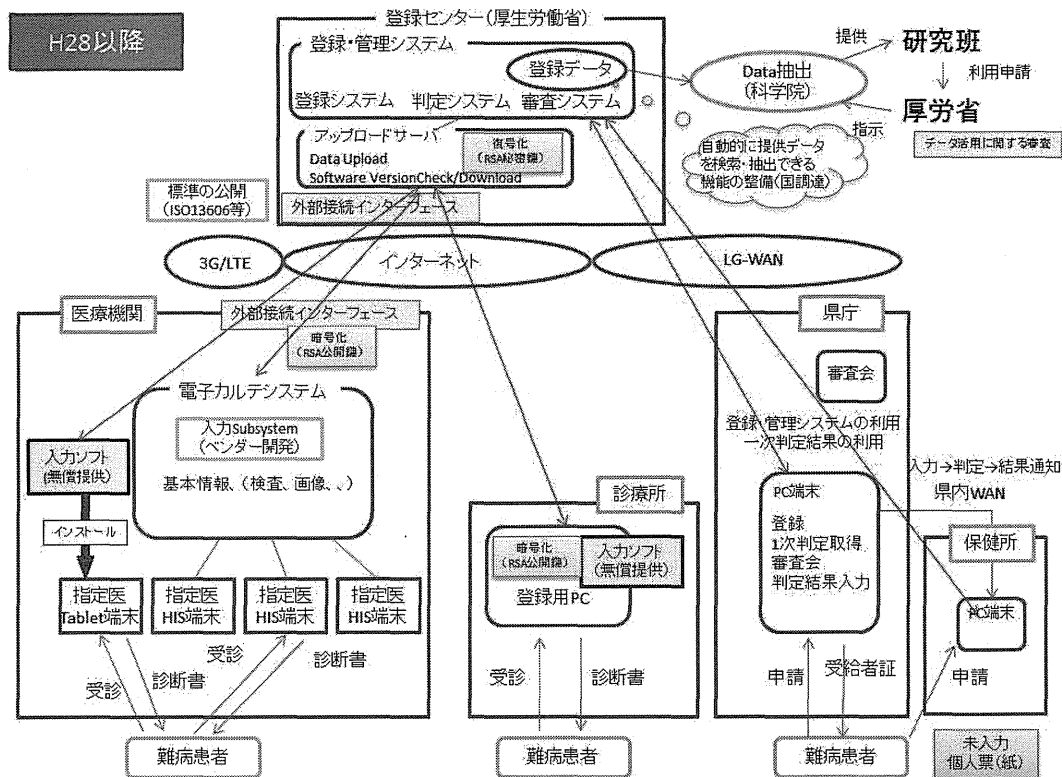 H28以降
登録センター(厚生労働省)
登録・管理システム
登録データ
登録システム 判定システム 審査システム
アップロードサーバ
Data Upload
Software VersionCheck/Download
復号化
(RSA秘密鍵)
外部接続インターフェース
標準の公開
(ISO13606等)
Data抽出
(科学院)
提供
研究班
利用申請
厚労省
指示
データ活用に関する審査
自動的に提供データ
を検索・抽出できる
機能の整備(国調達)
3G/LTE
インターネット
LG-WAN
医療機関
外部接続インターフェース
暗号化
(RSA公開鍵)
電子カルテシステム
入力Subsystem
(ベンダー開発)
基本情報、(検査、画像、、)
入力ソフト
(無償提供)
インストール
指定医
Tablet端末
指定医
HIS端末
指定医
HIS端末
指定医
HIS端末
受診
診断書
受診
診断書
難病患者
診療所
暗号化
(RSA公開鍵)
入力ソフト
(無償提供)
登録用PC
受診
診断書
難病患者
県庁
審査会
登録・管理システムの利用
一次判定結果の利用
PC端末
登録
1次判定取得
審査会
判定結果入力
入力→判定→結果通知
県内WAN
保健所
PC端末
申請
受給者証
申請
難病患者
未入力
個人票(紙)